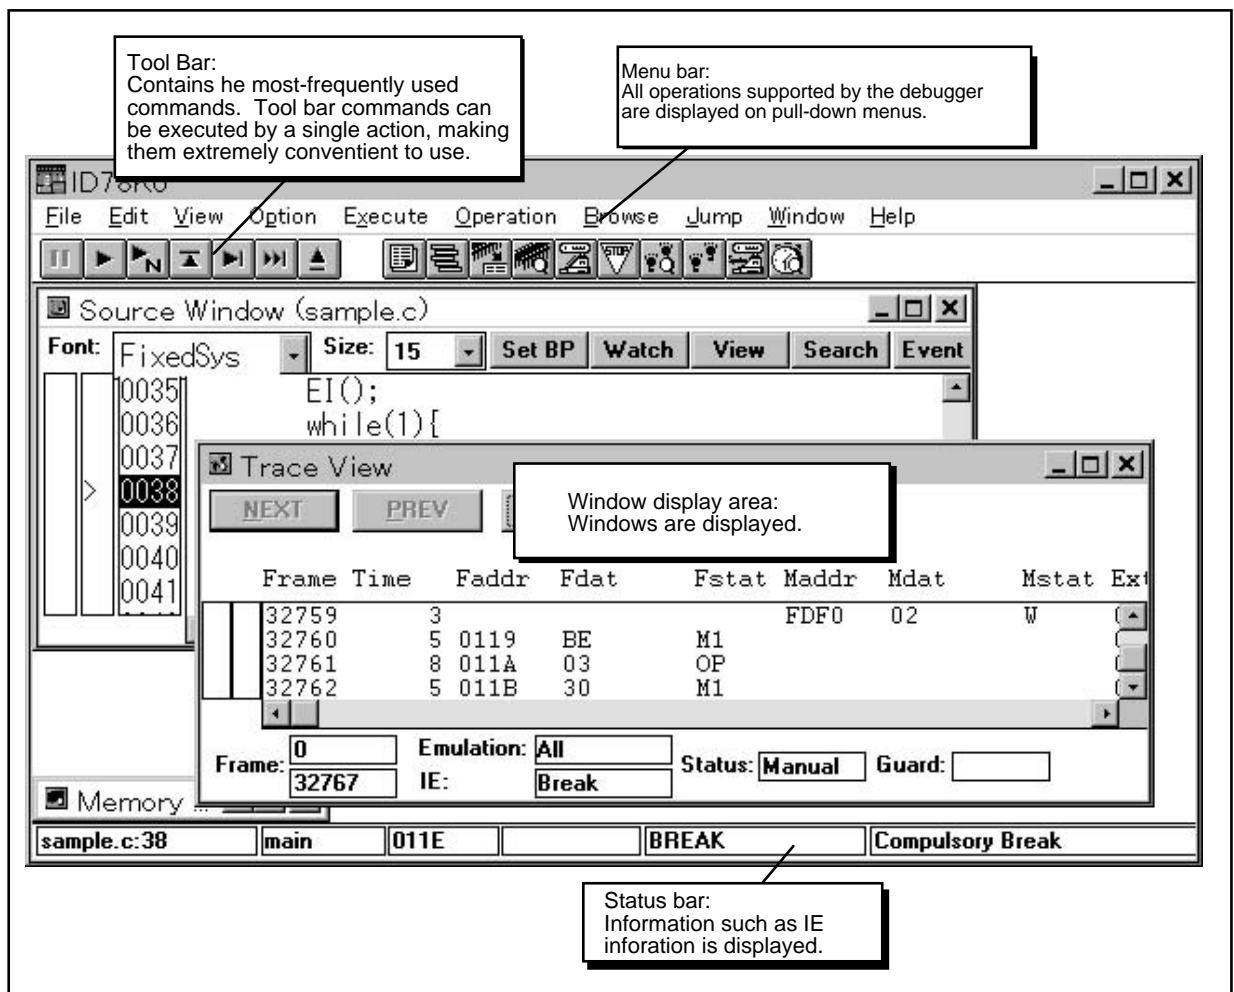 Tool Bar:
Contains he most-frequently used
commands. Tool bar commands can
be executed by a single action, making
them extremely conventient to use.
Menu bar:
All operations supported by the debugger
are displayed on pull-down menus.
ID78K0
File Edit View Option Execute Operation Browse Jump Window Help
N
STOP
Source Window (sample.c)
Font: FixedSys Size: 15 Set BP Watch View Search Event
0035 EI();
0036 while(1){
0037
> 0038
0039
0040
0041
Trace View
NEXT PREV
Window display area:
Windows are displayed.
Frame Time Faddr Fdat Fstat Maddr Mdat Mstat Ext
32759 3 FDF0 02 W
32760 5 0119 BE M1
32761 8 011A 03 OP
32762 5 011B 30 M1
Frame: 0 Emulation: All Status: Manual Guard:
32767 IE: Break
Memory ...
sample.c:38 main 011E BREAK Compulsory Break
Status bar:
Information such as IE
inforation is displayed.